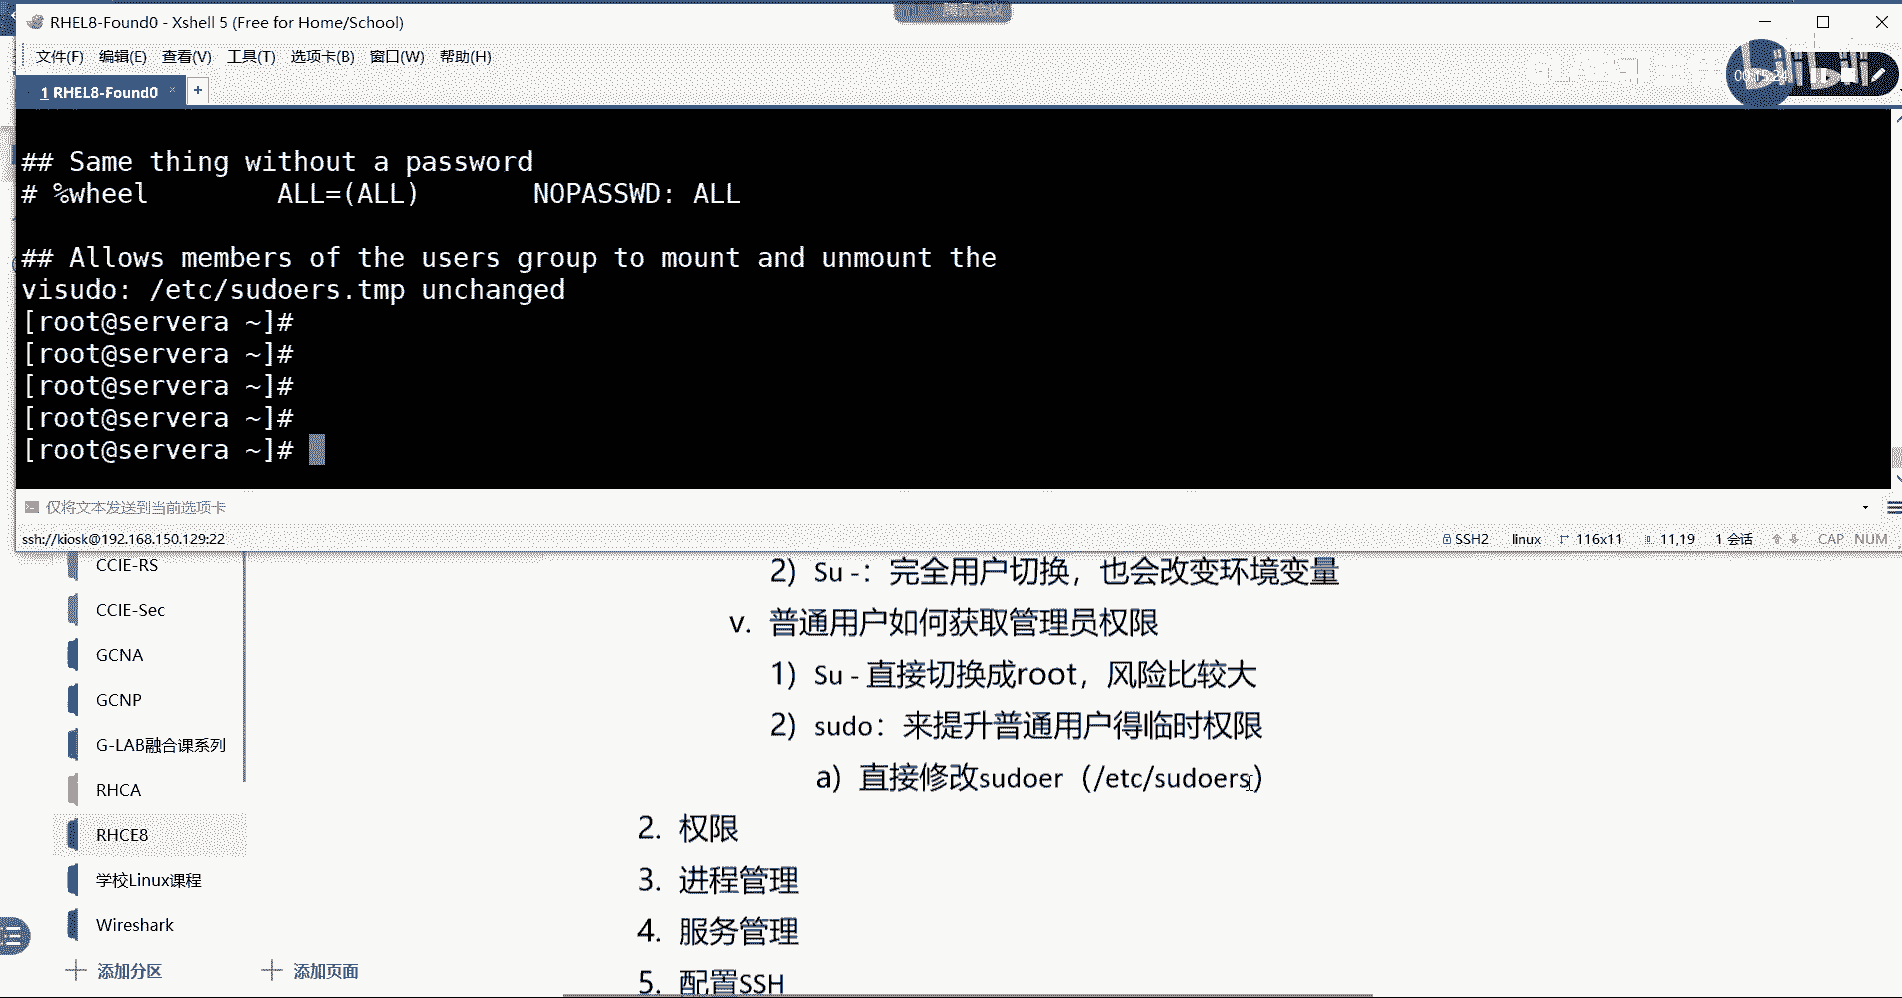 RHEL8-Found0 - Xshell 5 (Free for Home/School)
文件(F) 编辑(E) 查看(V) 工具(T) 选项卡(B) 窗口(W) 帮助(H)
1 RHEL8-Found0 × +
## Same thing without a password
# %wheel ALL=(ALL) NOPASSWD: ALL
## Allows members of the users group to mount and unmount the
visudo: /etc/sudoers.tmp unchanged
[root@servera ~]#
[root@servera ~]#
[root@servera ~]#
[root@servera ~]#
[root@servera ~]#
仅将文本发送到当前选项卡
ssh://kiosk@192.168.150.129:22 SSH2 linux 116x11 11,19 1 会话 CAP NUM
CCIE-RS
CCIE-Sec
GCNA
GCNP
G-LAB融合课系列
RHCA
RHCE8
学校Linux课程
Wireshark
添加分区 添加页面
2) Su -：完全用户切换，也会改变环境变量
v. 普通用户如何获取管理员权限
1) Su - 直接切换成root，风险比较大
2) sudo：来提升普通用户得临时权限
a) 直接修改sudoer（/etc/sudoers）
2. 权限
3. 进程管理
4. 服务管理
5. 配置SSH